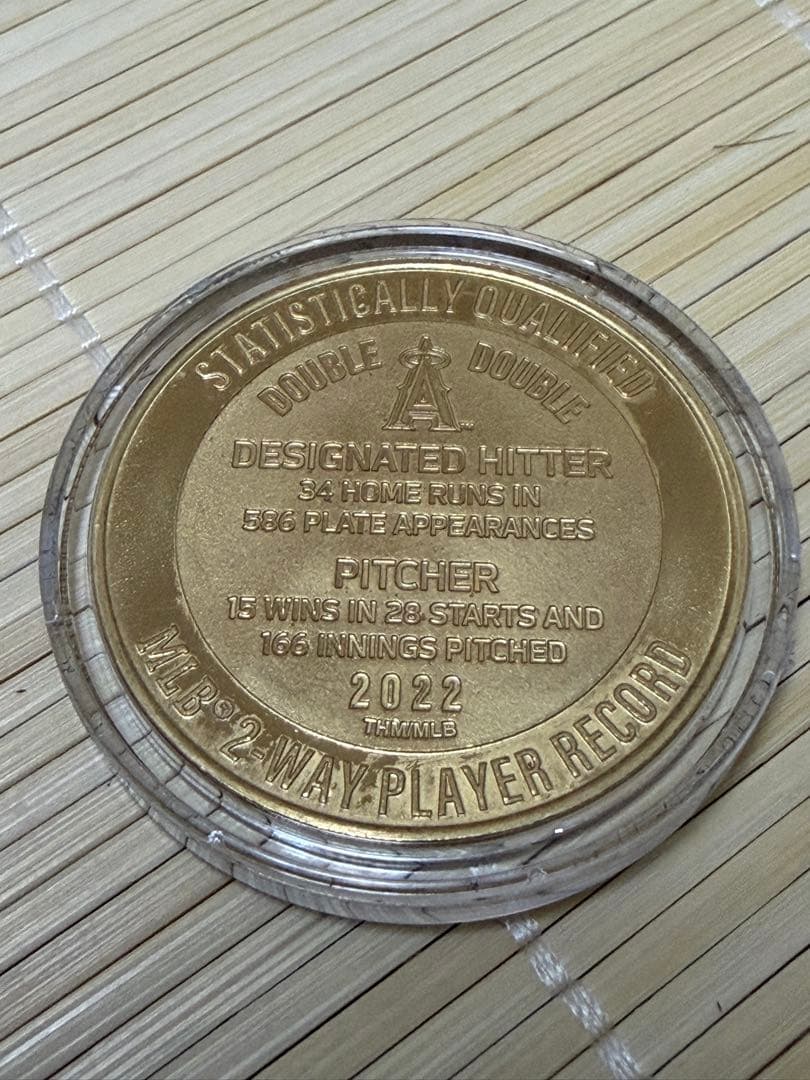 STATISTICALLY QUALIFIED
DOUBLE A DOUBLE
DESIGNATED HITTER
34 HOME RUNS IN
586 PLATE APPEARANCES
PITCHER
15 WINS IN 28 STARTS AND
166 INNINGS PITCHED
2022
THM/MLB
MLB® 2-WAY PLAYER RECORD